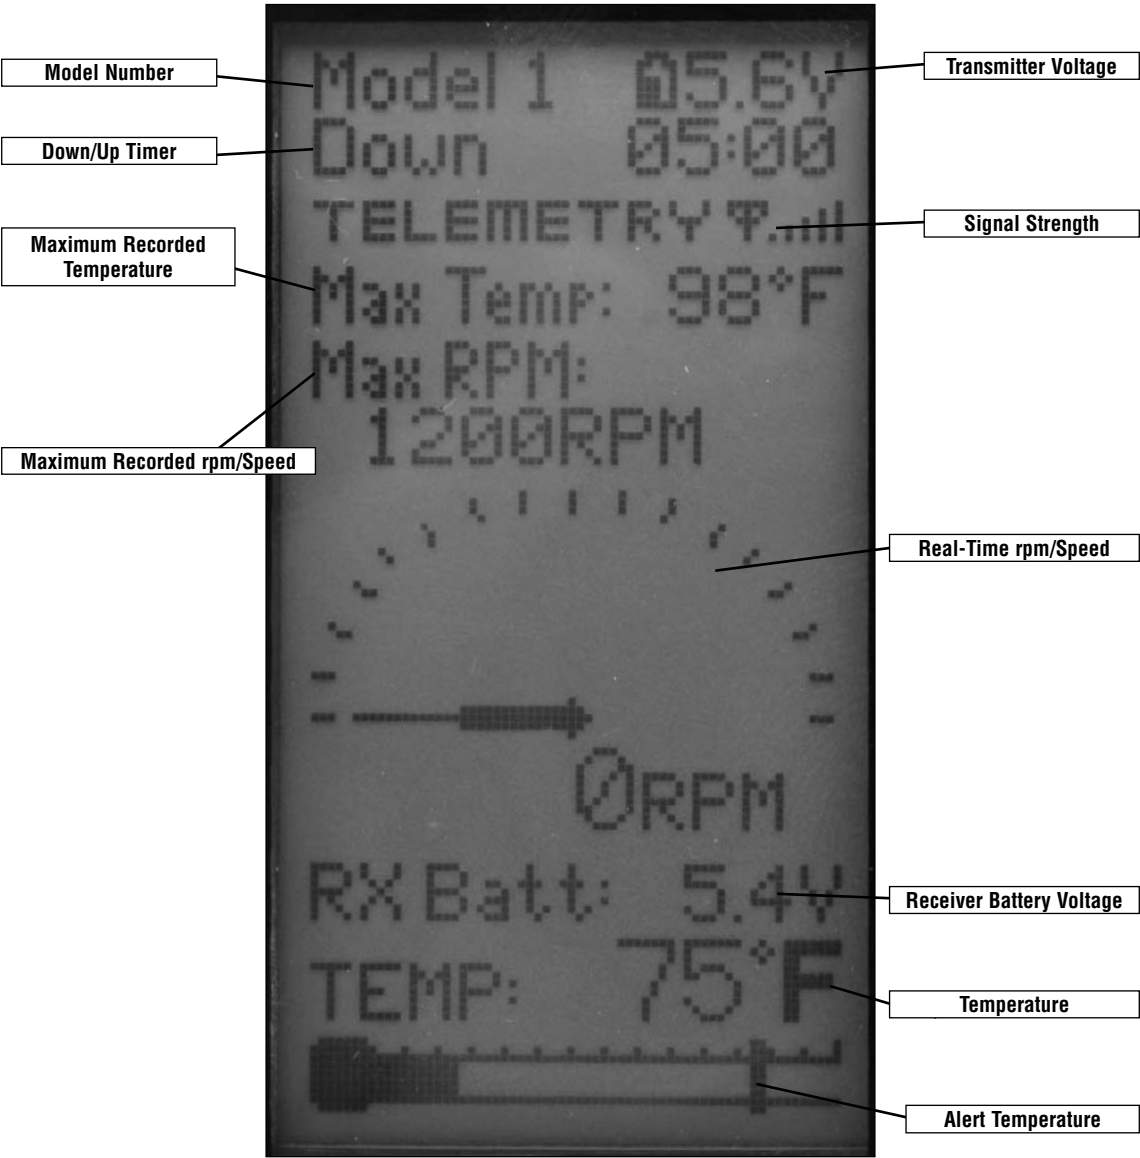 Model Number
Model 1 5.6V
Transmitter Voltage
Down/Up Timer
Down 05:00
TELEMETRY
Signal Strength
Maximum Recorded
Temperature
Max Temp: 98°F
Max RPM:
1200RPM
Maximum Recorded rpm/Speed
Real-Time rpm/Speed
0RPM
RX Batt: 5.4V
Receiver Battery Voltage
TEMP: 75°F
Temperature
Alert Temperature